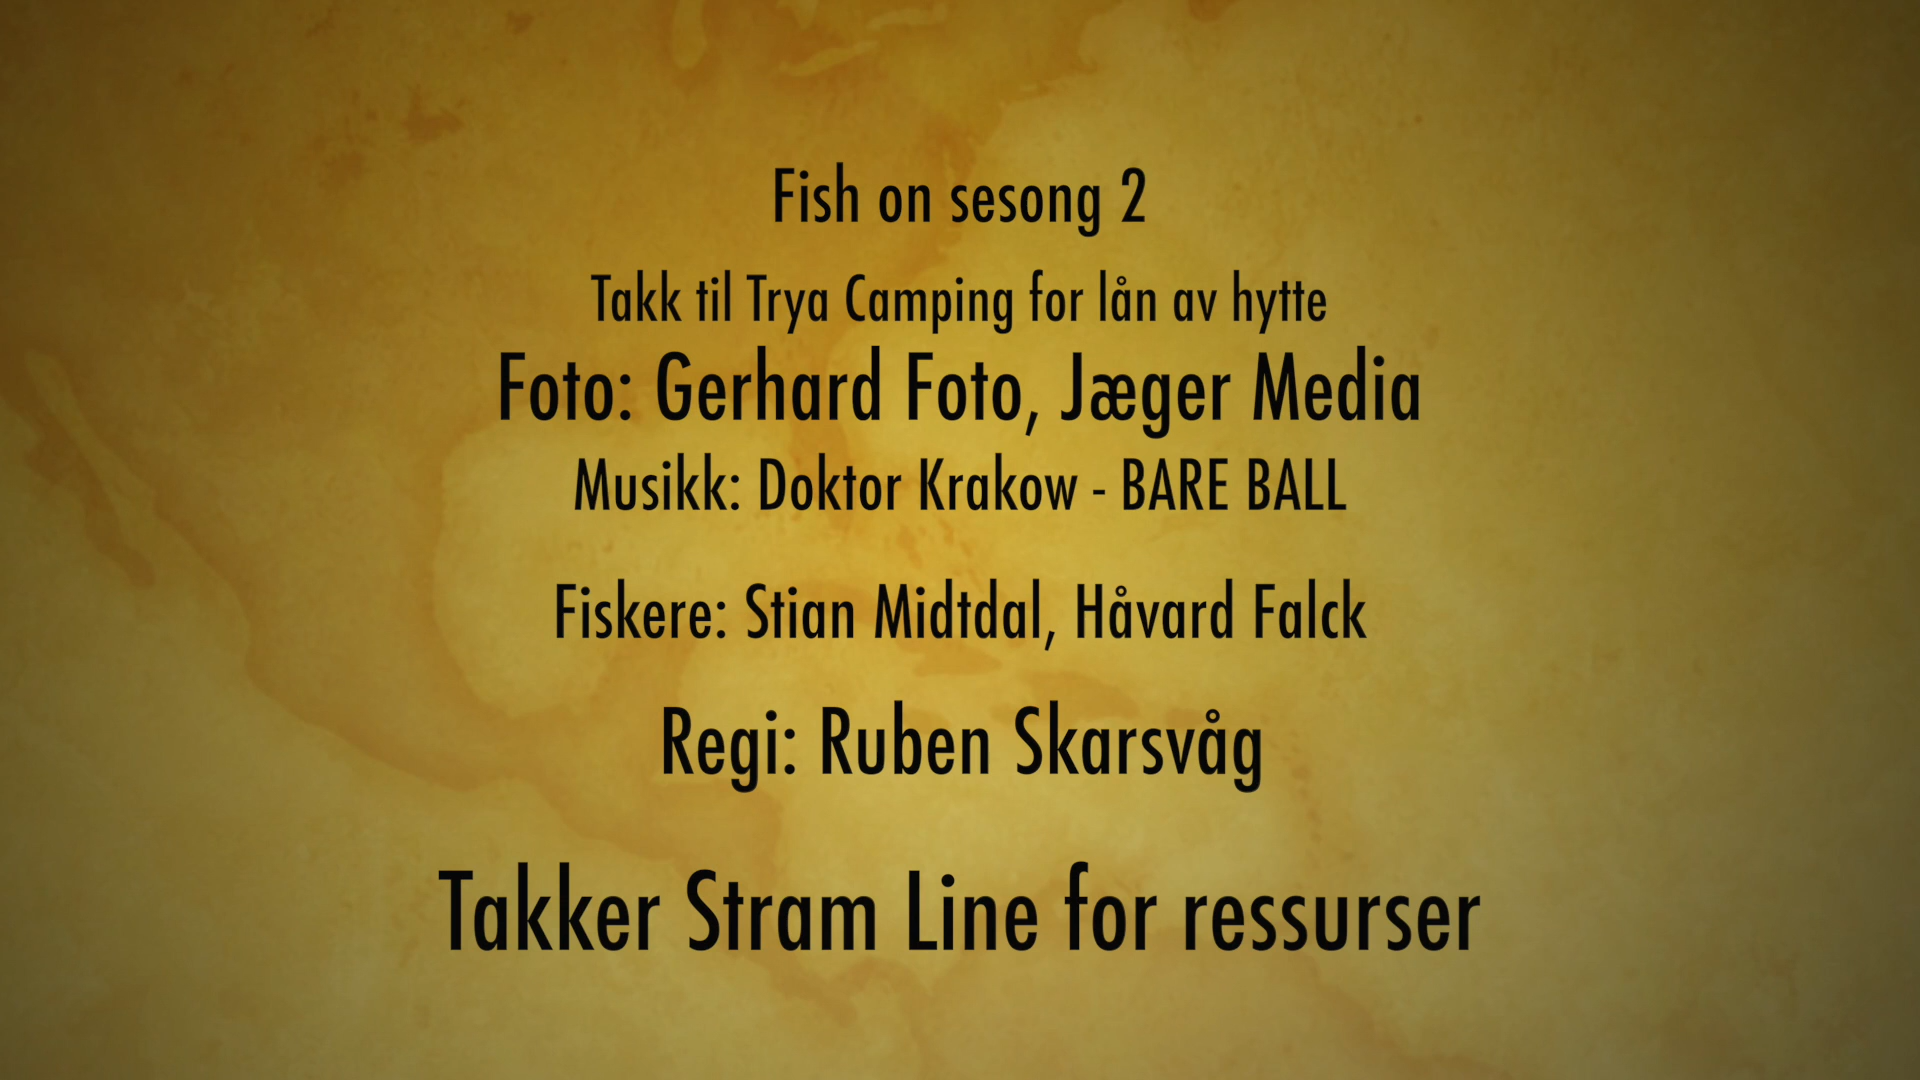 Fish on sesong 2
Takk til Trya Camping for lån av hytte
Foto: Gerhard Foto, Jæger Media
Musikk: Doktor Krakow - BARE BALL
Fiskere: Stian Midtdal, Håvard Falck
Regi: Ruben Skarsvåg
Takker Stram Line for ressurser